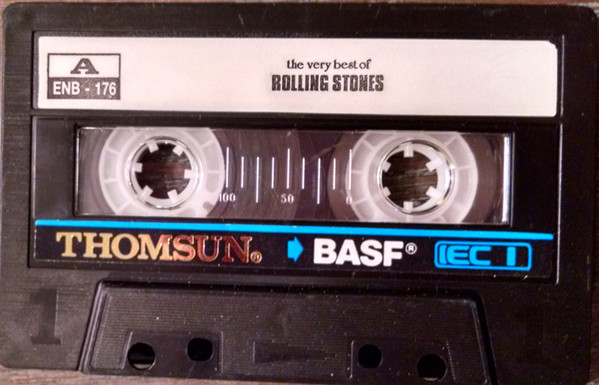 A
ENB - 176
the very best of
ROLLING STONES
100 50 0
THOMSUN® BASF® IEC I
1